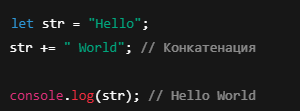 let str = "Hello";
str += " World"; // Конкатенация
console.log(str); // Hello World